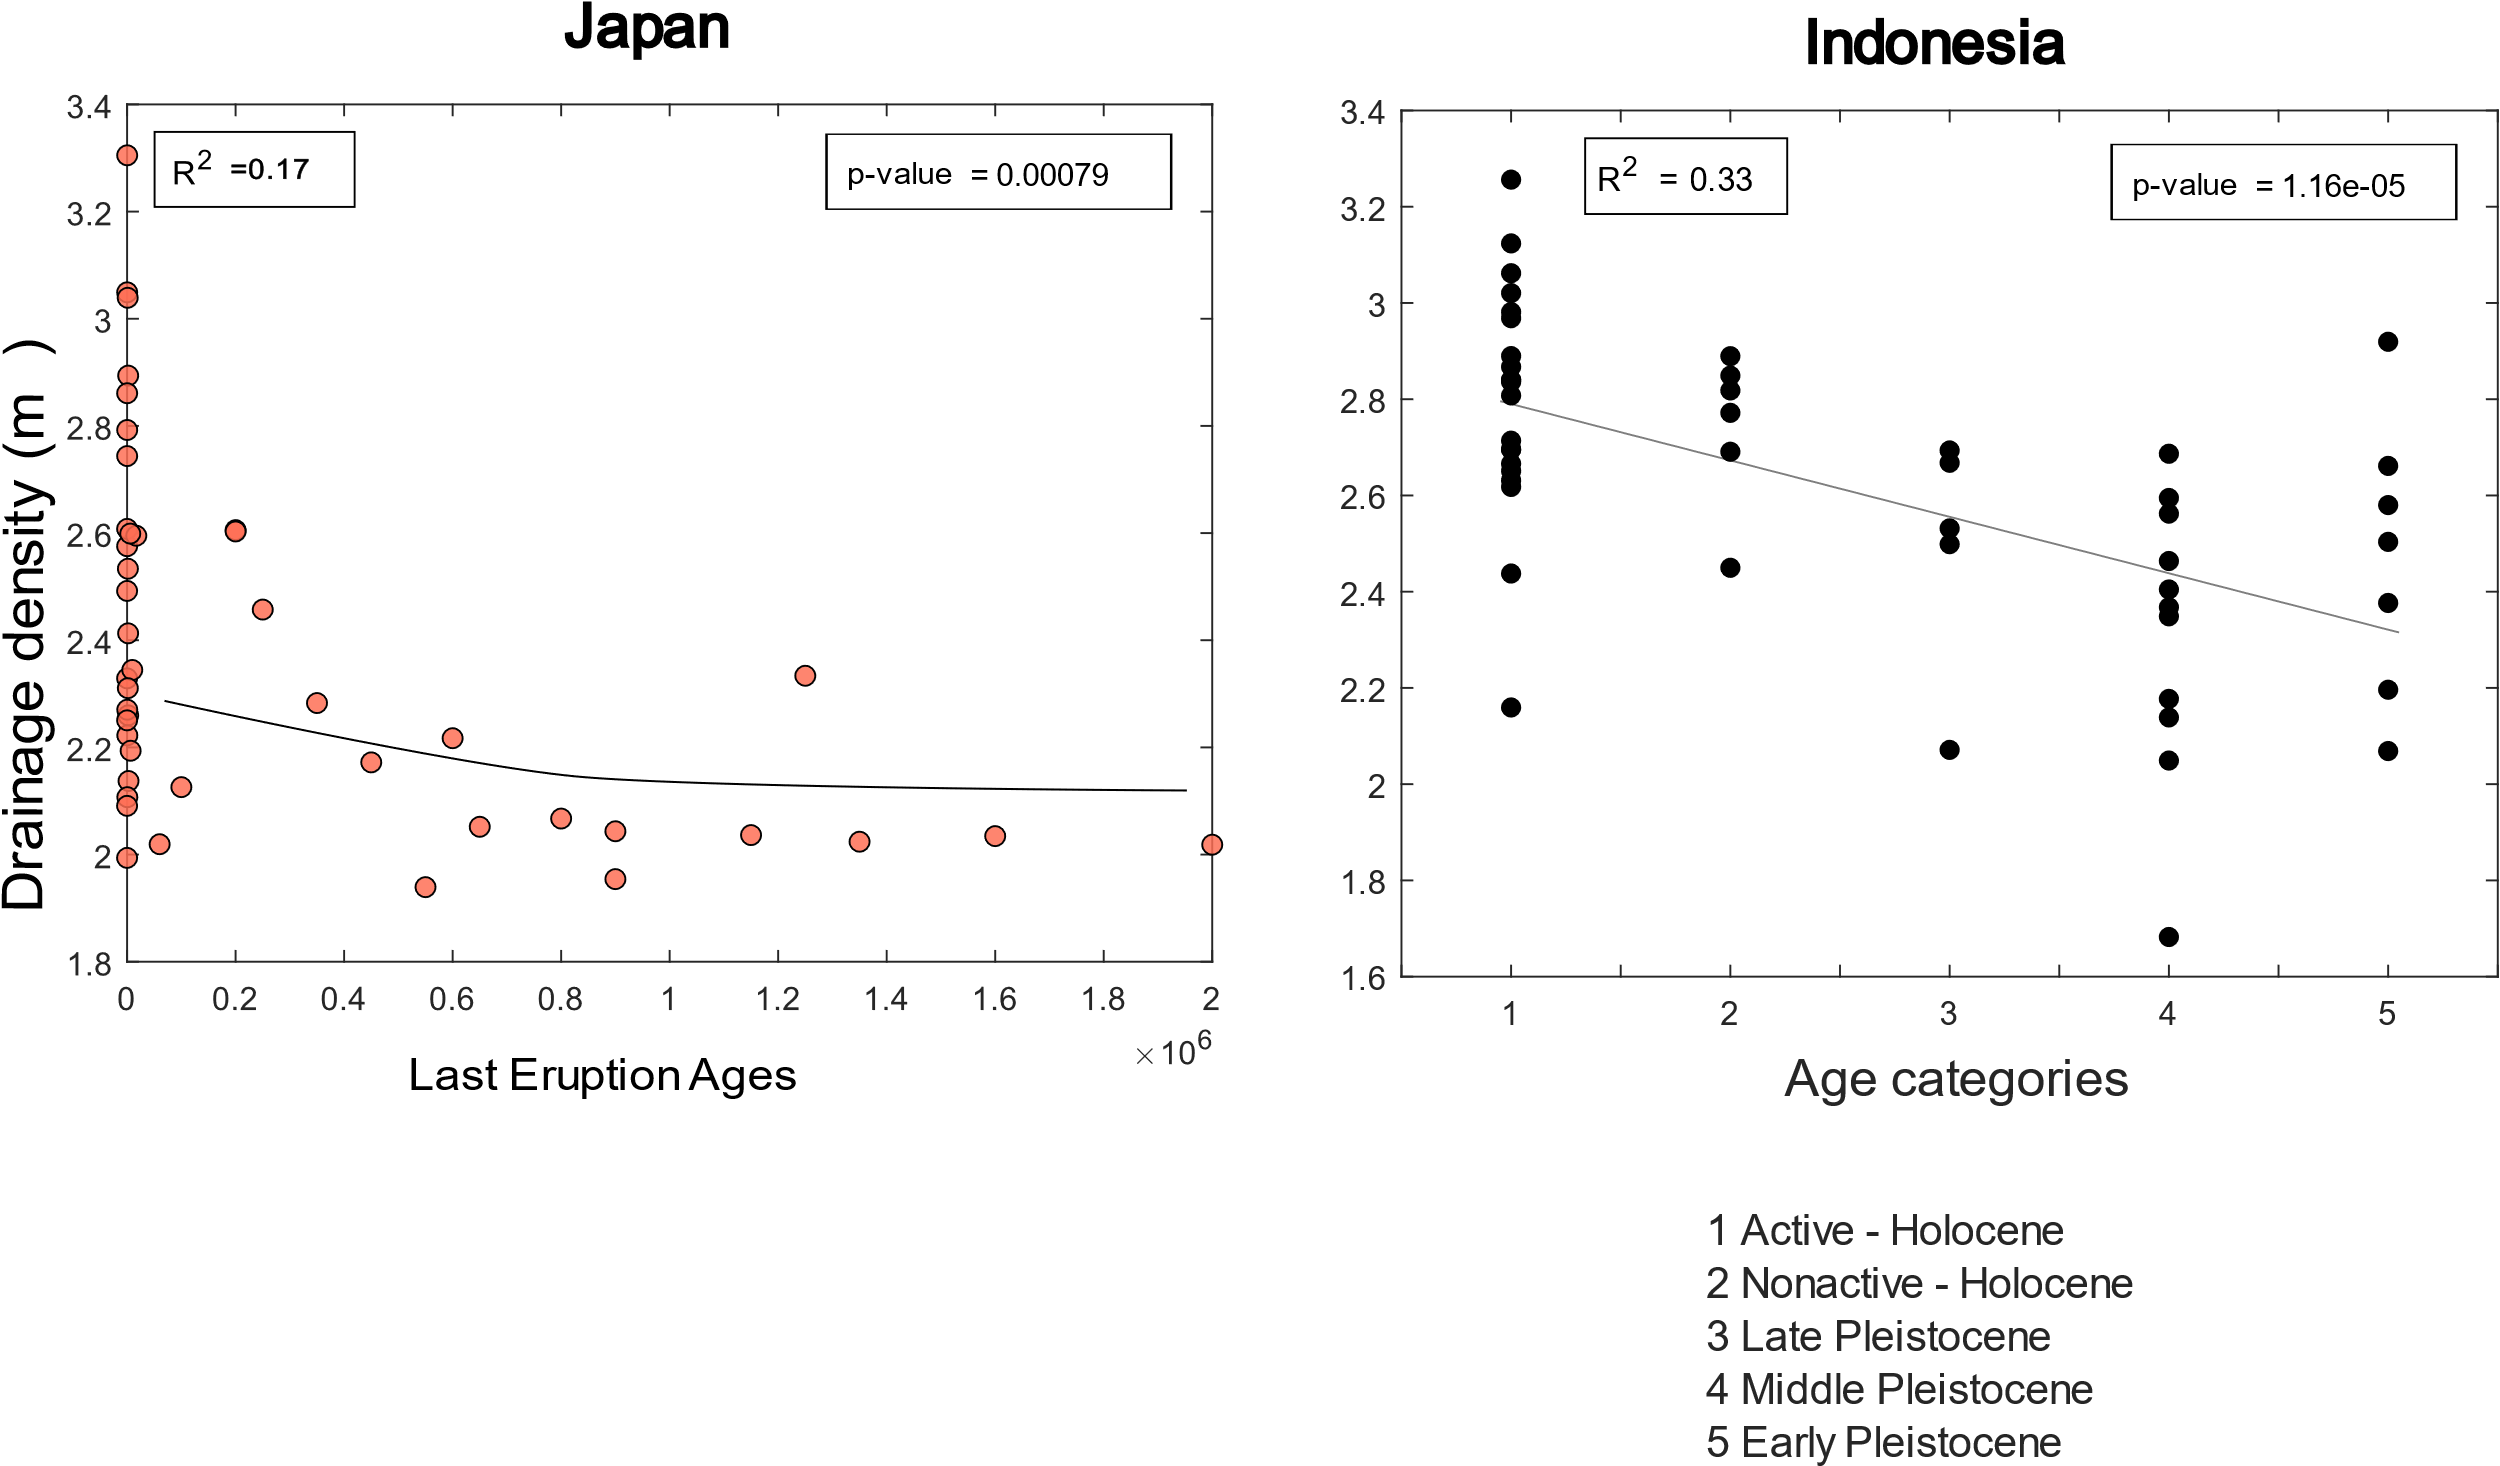 Japan
Indonesia
R2 =0.17
p-value = 0.00079
R2 = 0.33
p-value = 1.16e-05
Drainage density (m )
3.4
3.2
3
2.8
2.6
2.4
2.2
2
1.8
0 0.2 0.4 0.6 0.8 1 1.2 1.4 1.6 1.8 2
×106
Last Eruption Ages
3.4
3.2
3
2.8
2.6
2.4
2.2
2
1.8
1.6
1 2 3 4 5
Age categories
1 Active - Holocene
2 Nonactive - Holocene
3 Late Pleistocene
4 Middle Pleistocene
5 Early Pleistocene